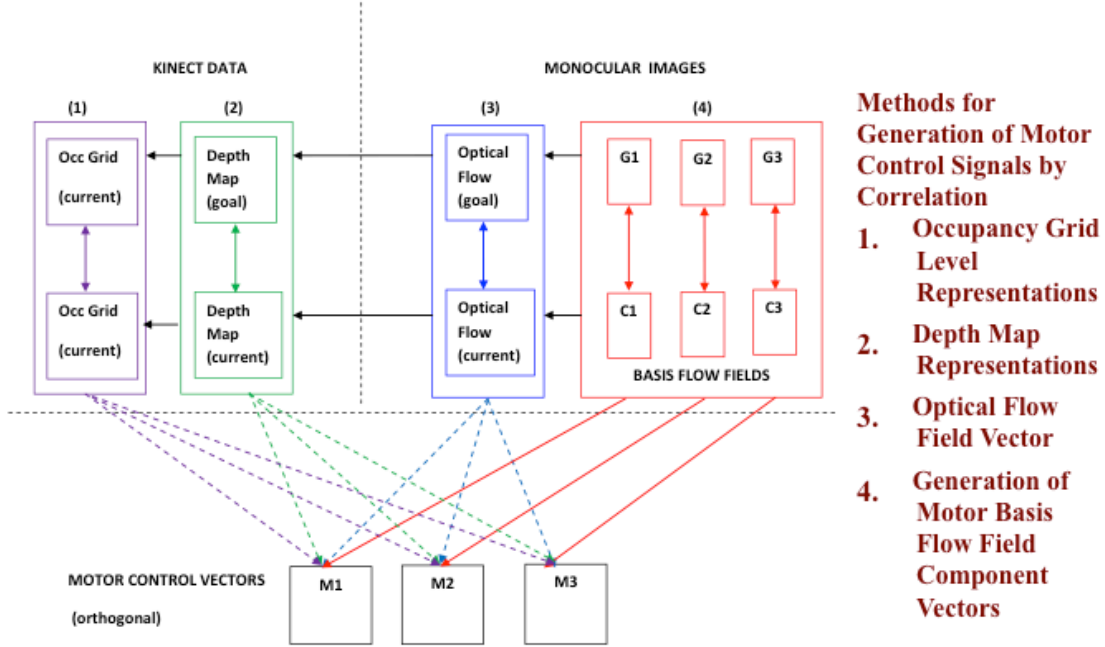 KINECT DATA
MONOCULAR IMAGES
(1)
(2)
(3)
(4)
Occ Grid
(current)
Depth
Map
(goal)
Optical
Flow
(goal)
G1
G2
G3
Occ Grid
(current)
Depth
Map
(current)
Optical
Flow
(current)
C1
C2
C3
BASIS FLOW FIELDS
MOTOR CONTROL VECTORS
(orthogonal)
M1
M2
M3
Methods for
Generation of Motor
Control Signals by
Correlation
1. Occupancy Grid
Level
Representations
2. Depth Map
Representations
3. Optical Flow
Field Vector
4. Generation of
Motor Basis
Flow Field
Component
Vectors